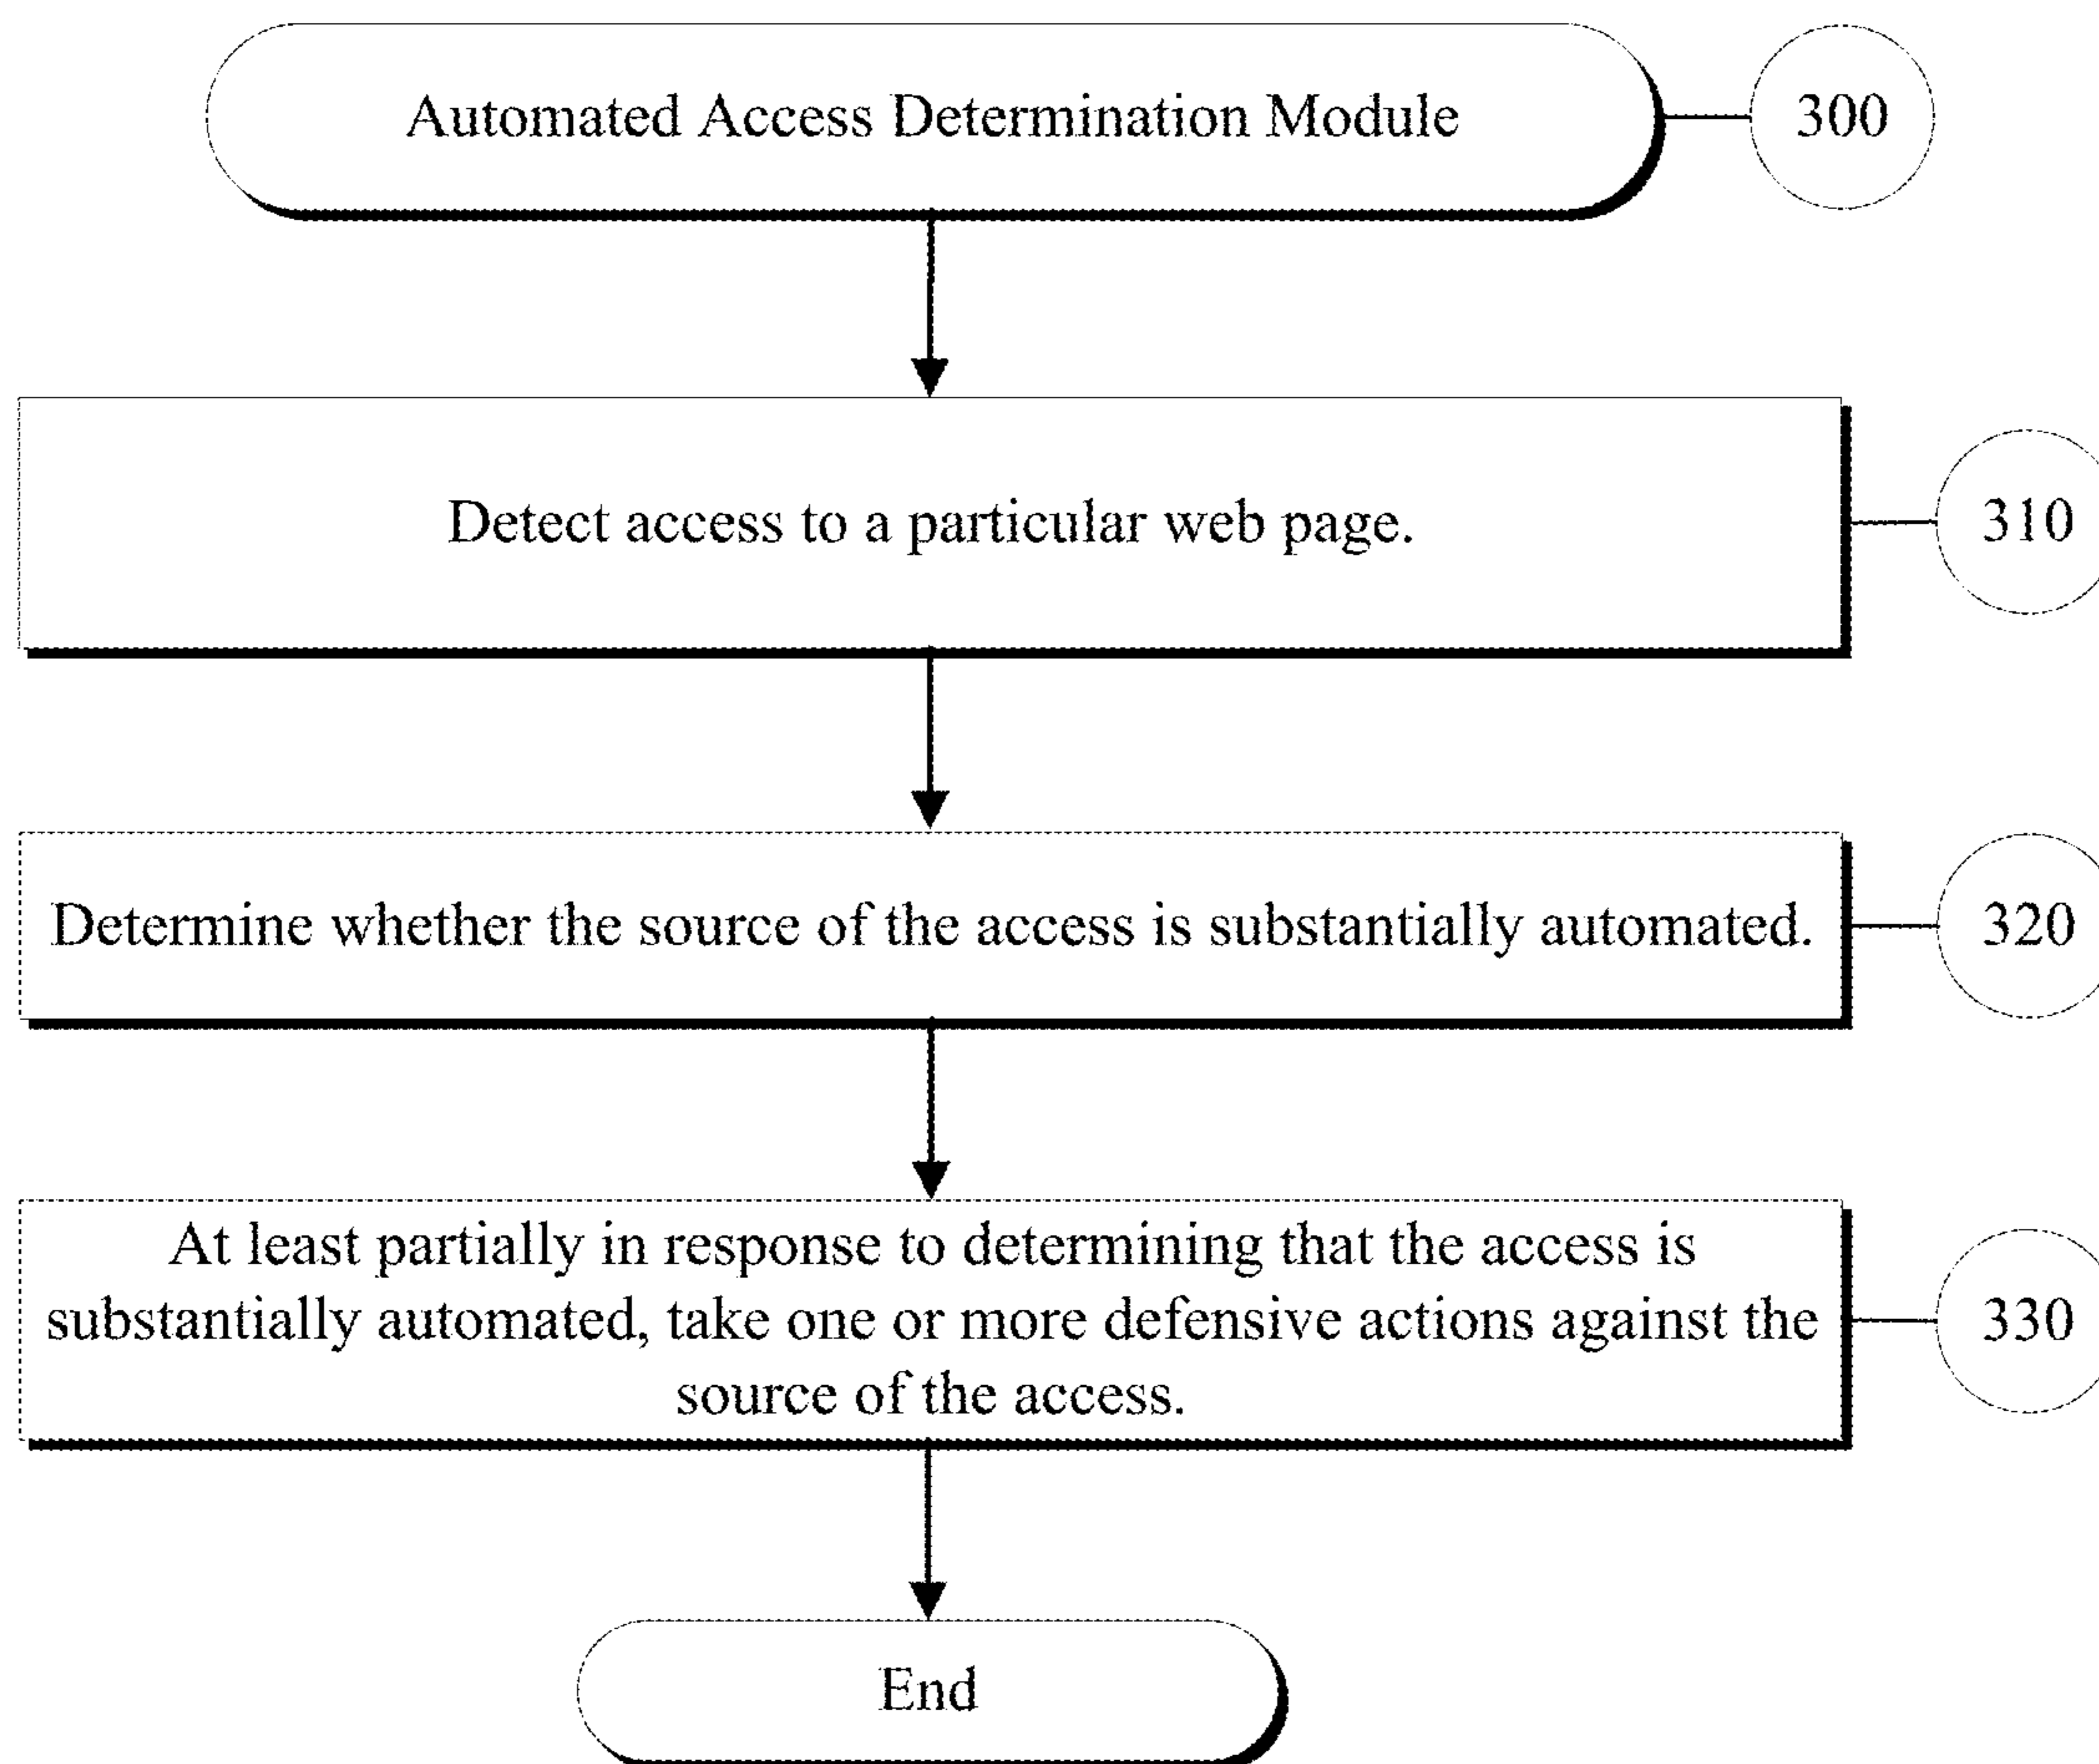 Automated Access Determination Module
300
Detect access to a particular web page.
310
Determine whether the source of the access is substantially automated.
320
At least partially in response to determining that the access is
substantially automated, take one or more defensive actions against the
source of the access.
330
End